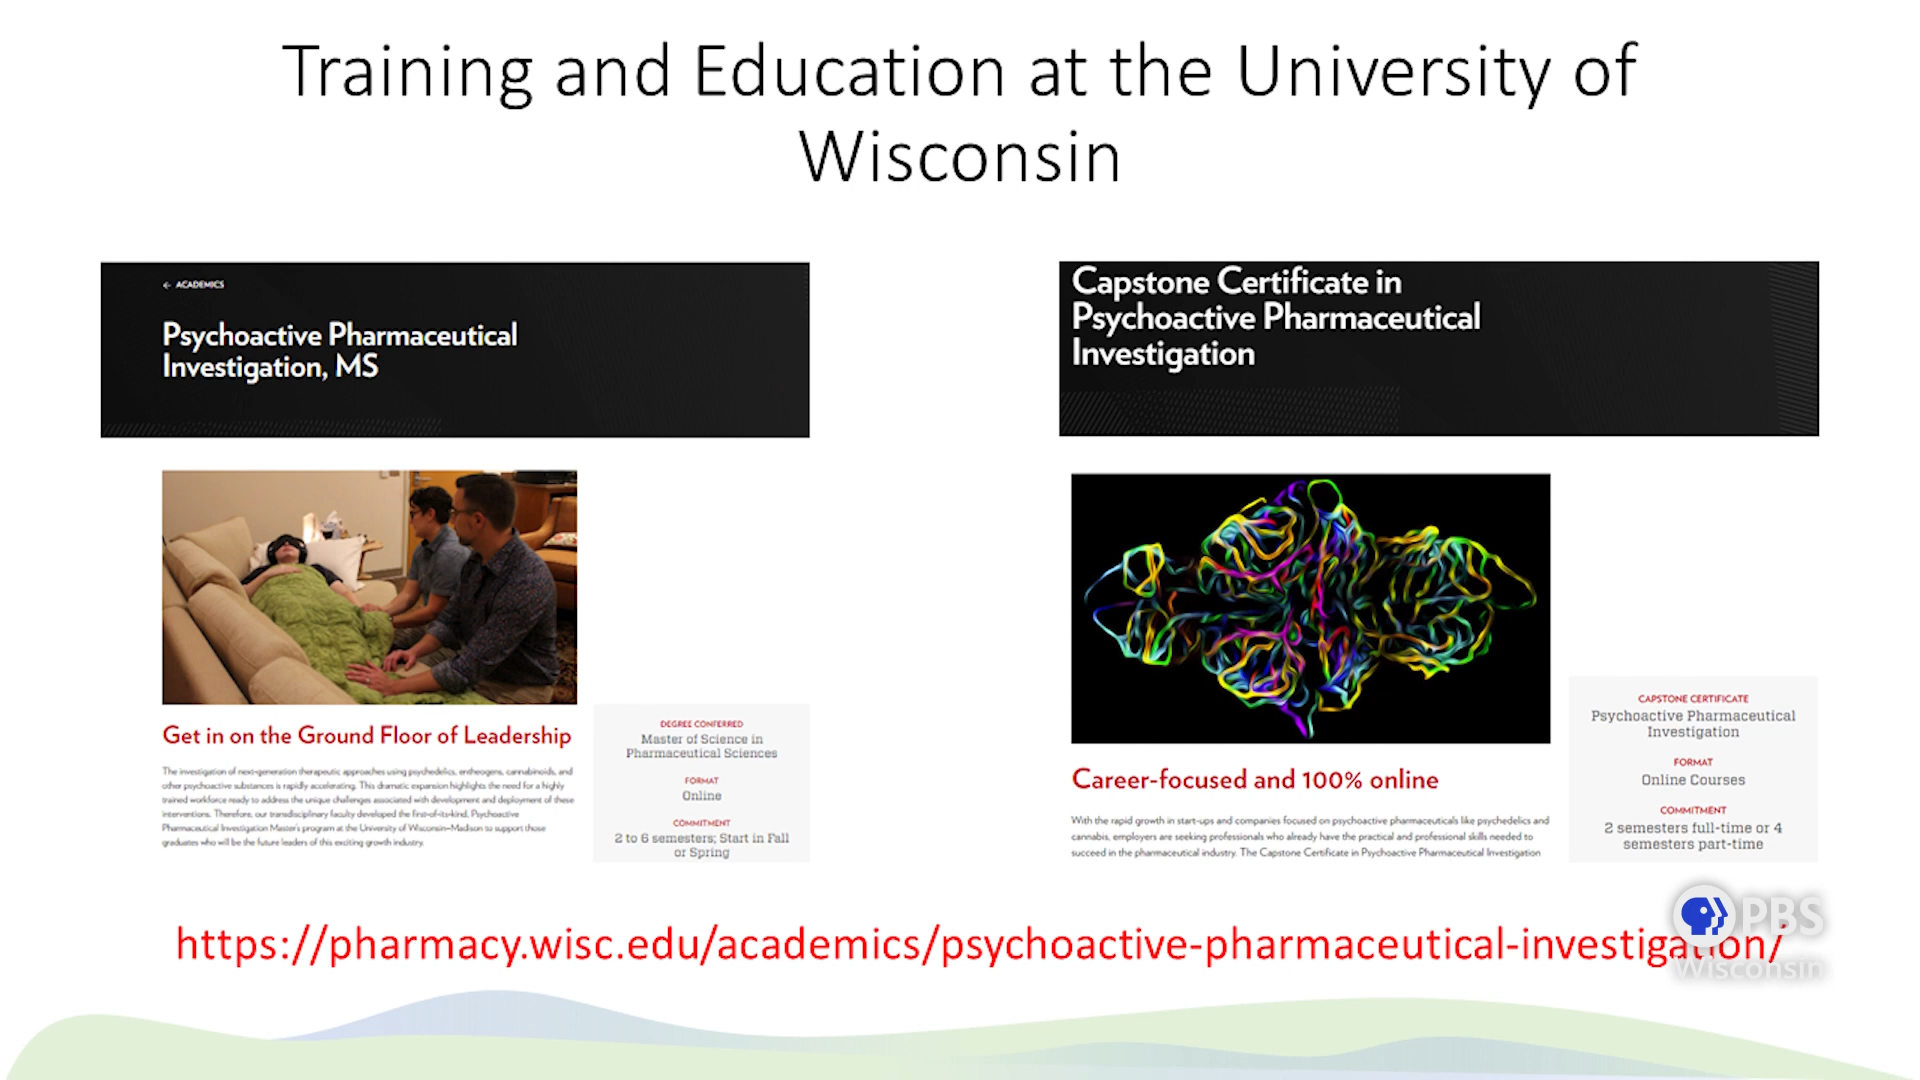 Training and Education at the University of
Wisconsin
← ACADEMICS
Psychoactive Pharmaceutical
Investigation, MS
Get in on the Ground Floor of Leadership
The investigation of next-generation therapeutic approaches using psychedelics, entheogens, cannabinoids, and
other psychoactive substances is rapidly accelerating. This dramatic expansion highlights the need for a highly
trained workforce ready to address the unique challenges associated with development and deployment of these
interventions. Therefore, our transdisciplinary faculty developed the first-of-its-kind, Psychoactive
Pharmaceutical Investigation Master's program at the University of Wisconsin–Madison to support those
graduates who will be the future leaders of this exciting growth industry.
DEGREE CONFERRED
Master of Science in
Pharmaceutical Sciences
FORMAT
Online
COMMITMENT
2 to 6 semesters; Start in Fall
or Spring
Capstone Certificate in
Psychoactive Pharmaceutical
Investigation
Career-focused and 100% online
With the rapid growth in start-ups and companies focused on psychoactive pharmaceuticals like psychedelics and
cannabis, employers are seeking professionals who already have the practical and professional skills needed to
succeed in the pharmaceutical industry. The Capstone Certificate in Psychoactive Pharmaceutical Investigation
CAPSTONE CERTIFICATE
Psychoactive Pharmaceutical
Investigation
FORMAT
Online Courses
COMMITMENT
2 semesters full-time or 4
semesters part-time
https://pharmacy.wisc.edu/academics/psychoactive-pharmaceutical-investigation/
PBS
Wisconsin